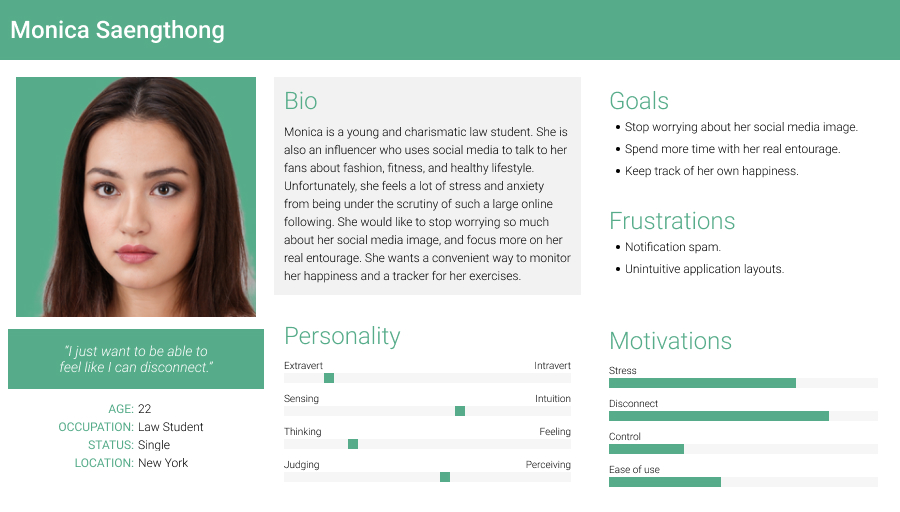 Monica Saengthong
“I just want to be able to
feel like I can disconnect.”
AGE: 22
OCCUPATION: Law Student
STATUS: Single
LOCATION: New York
Bio
Monica is a young and charismatic law student. She is
also an influencer who uses social media to talk to her
fans about fashion, fitness, and healthy lifestyle.
Unfortunately, she feels a lot of stress and anxiety
from being under the scrutiny of such a large online
following. She would like to stop worrying so much
about her social media image, and focus more on her
real entourage. She wants a convenient way to monitor
her happiness and a tracker for her exercises.
Personality
Extravert Intravert
Sensing Intuition
Thinking Feeling
Judging Perceiving
Goals
• Stop worrying about her social media image.
• Spend more time with her real entourage.
• Keep track of her own happiness.
Frustrations
• Notification spam.
• Unintuitive application layouts.
Motivations
Stress
Disconnect
Control
Ease of use